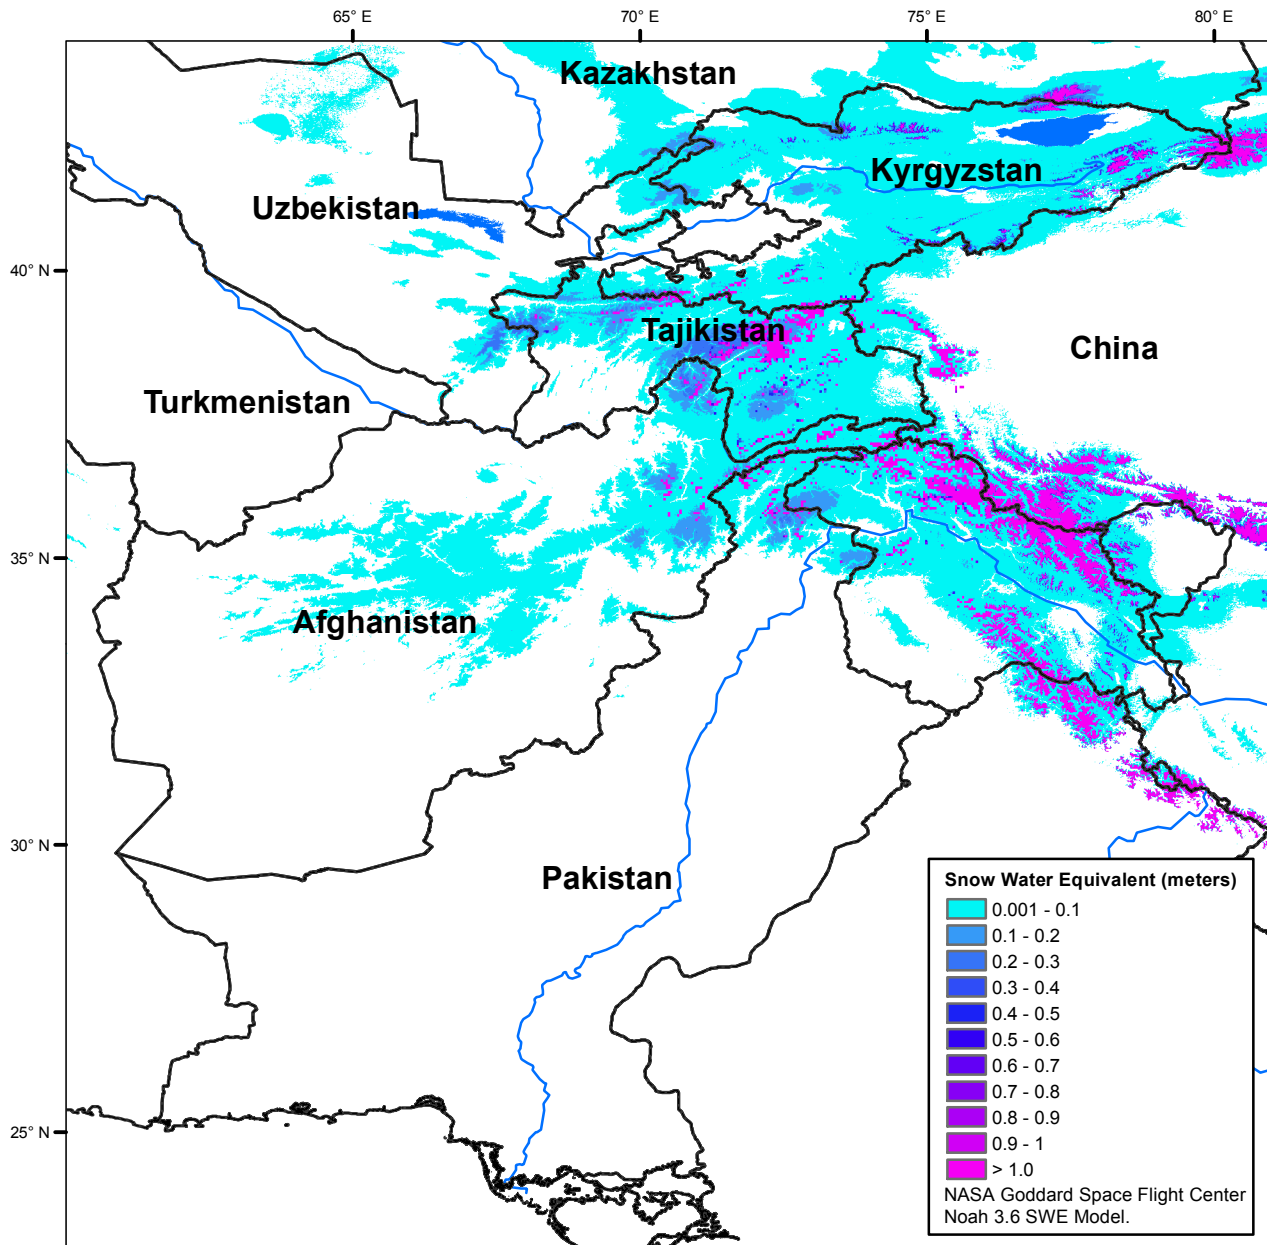 65° E
70° E
75° E
80° E
Kazakhstan
Kyrgyzstan
Uzbekistan
40° N
Tajikistan
China
Turkmenistan
35° N
Afghanistan
30° N
Pakistan
25° N
Snow Water Equivalent (meters)
0.001 - 0.1
0.1 - 0.2
0.2 - 0.3
0.3 - 0.4
0.4 - 0.5
0.5 - 0.6
0.6 - 0.7
0.7 - 0.8
0.8 - 0.9
0.9 - 1
> 1.0
NASA Goddard Space Flight Center
Noah 3.6 SWE Model.